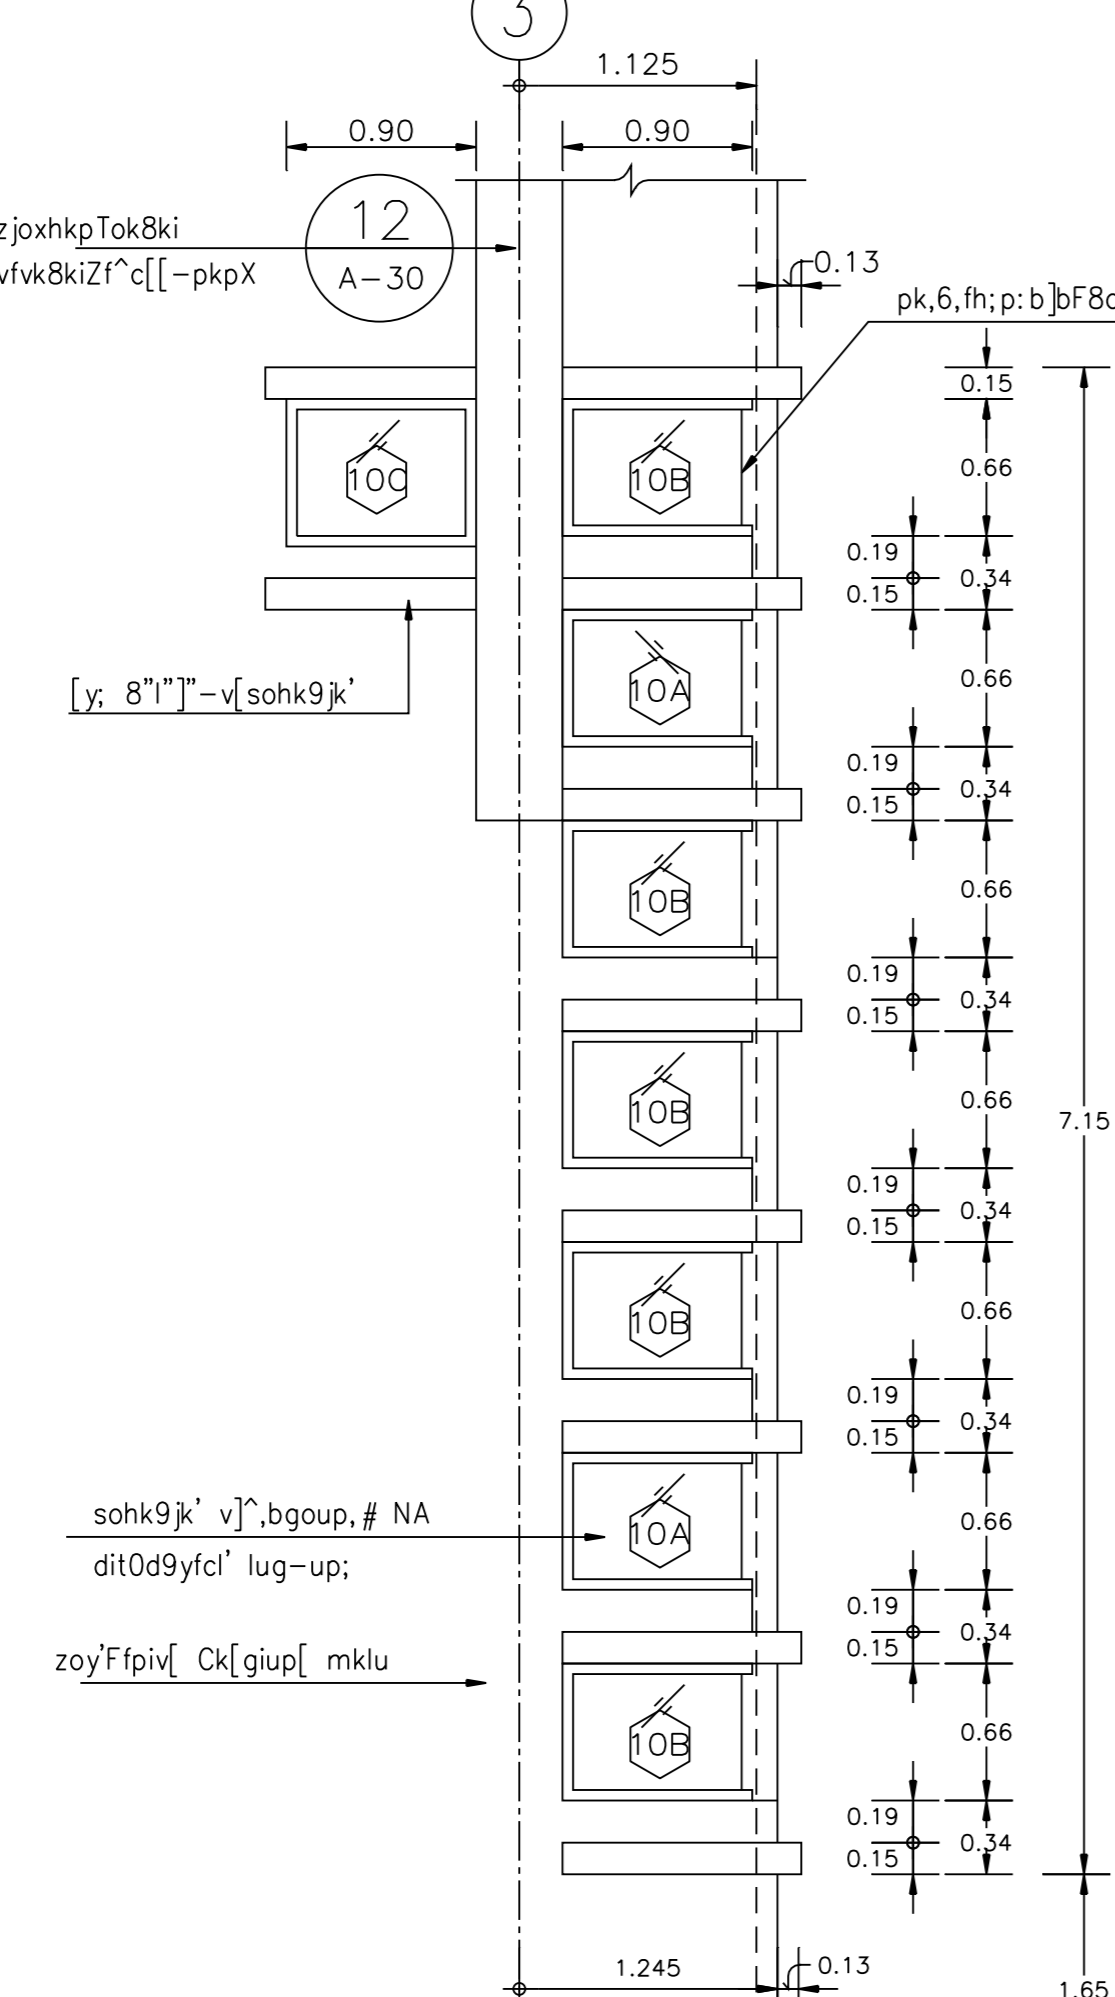 3
1.125
0.90 0.90
12
A-30
zjoxhkpTok8ki
vfvk8kiZf^c[[-pkpX
0.13
pk,6,fh;p:b]bF8
0.15
10C 10B 0.66
0.19
0.34
0.15
[y; 8"l"]"-v[sohk9jk'
10A 0.66
0.19
0.34
0.15
10B 0.66
0.19
0.34
0.15
10B 0.66
7.15
0.19
0.34
0.15
10B 0.66
0.19
0.34
0.15
sohk9jk' v]^,bgoup,# NA
dit0d9yfcl' lug-up;
10A 0.66
0.19
0.34
0.15
zoy'Ffpiv[ Ck[giup[ mklu
10B 0.66
0.19
0.34
0.15
1.245 0.13
1.65